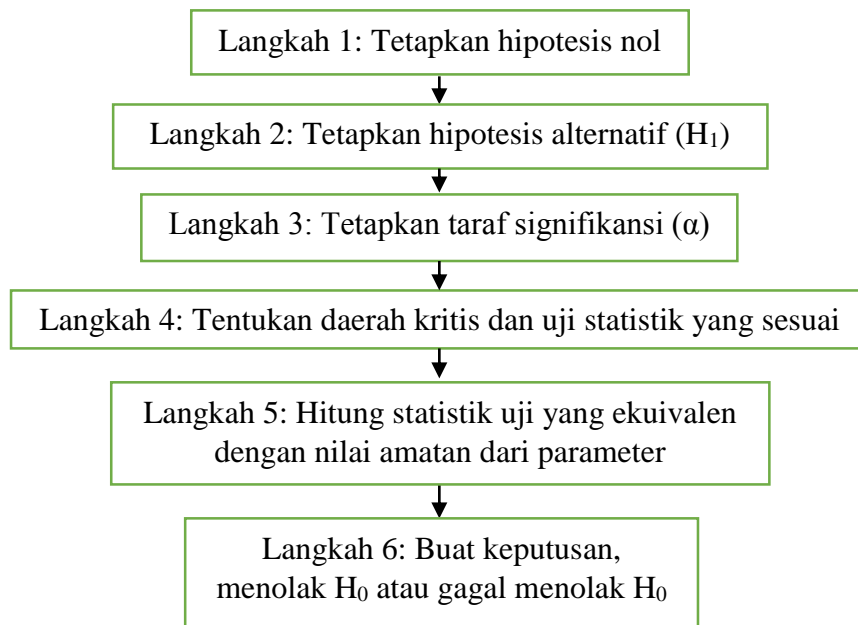 Langkah 1: Tetapkan hipotesis nol
Langkah 2: Tetapkan hipotesis alternatif (H₁)
Langkah 3: Tetapkan taraf signifikansi (α)
Langkah 4: Tentukan daerah kritis dan uji statistik yang sesuai
Langkah 5: Hitung statistik uji yang ekuivalen
dengan nilai amatan dari parameter
Langkah 6: Buat keputusan,
menolak H₀ atau gagal menolak H₀